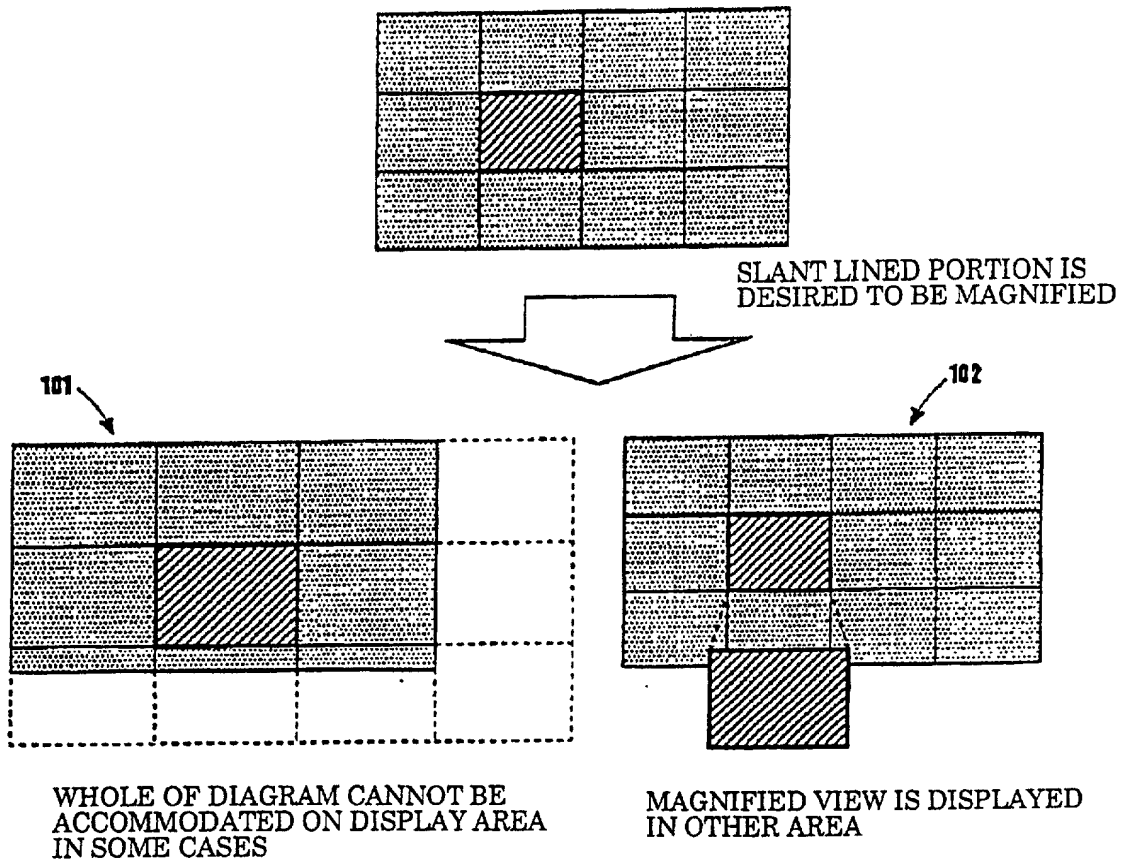 SLANT LINED PORTION IS
DESIRED TO BE MAGNIFIED
101
102
WHOLE OF DIAGRAM CANNOT BE
ACCOMMODATED ON DISPLAY AREA
IN SOME CASES
MAGNIFIED VIEW IS DISPLAYED
IN OTHER AREA